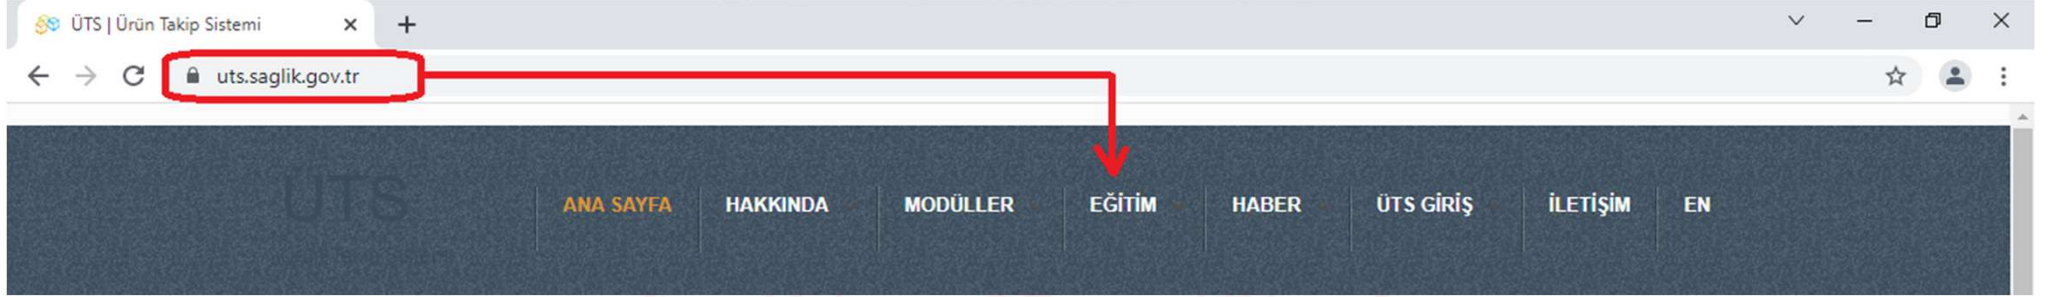 ÜTS | Ürün Takip Sistemi
uts.saglik.gov.tr
ÜTS
ANA SAYFA HAKKINDA MODÜLLER EĞİTİM HABER ÜTS GİRİŞ İLETİŞİM EN